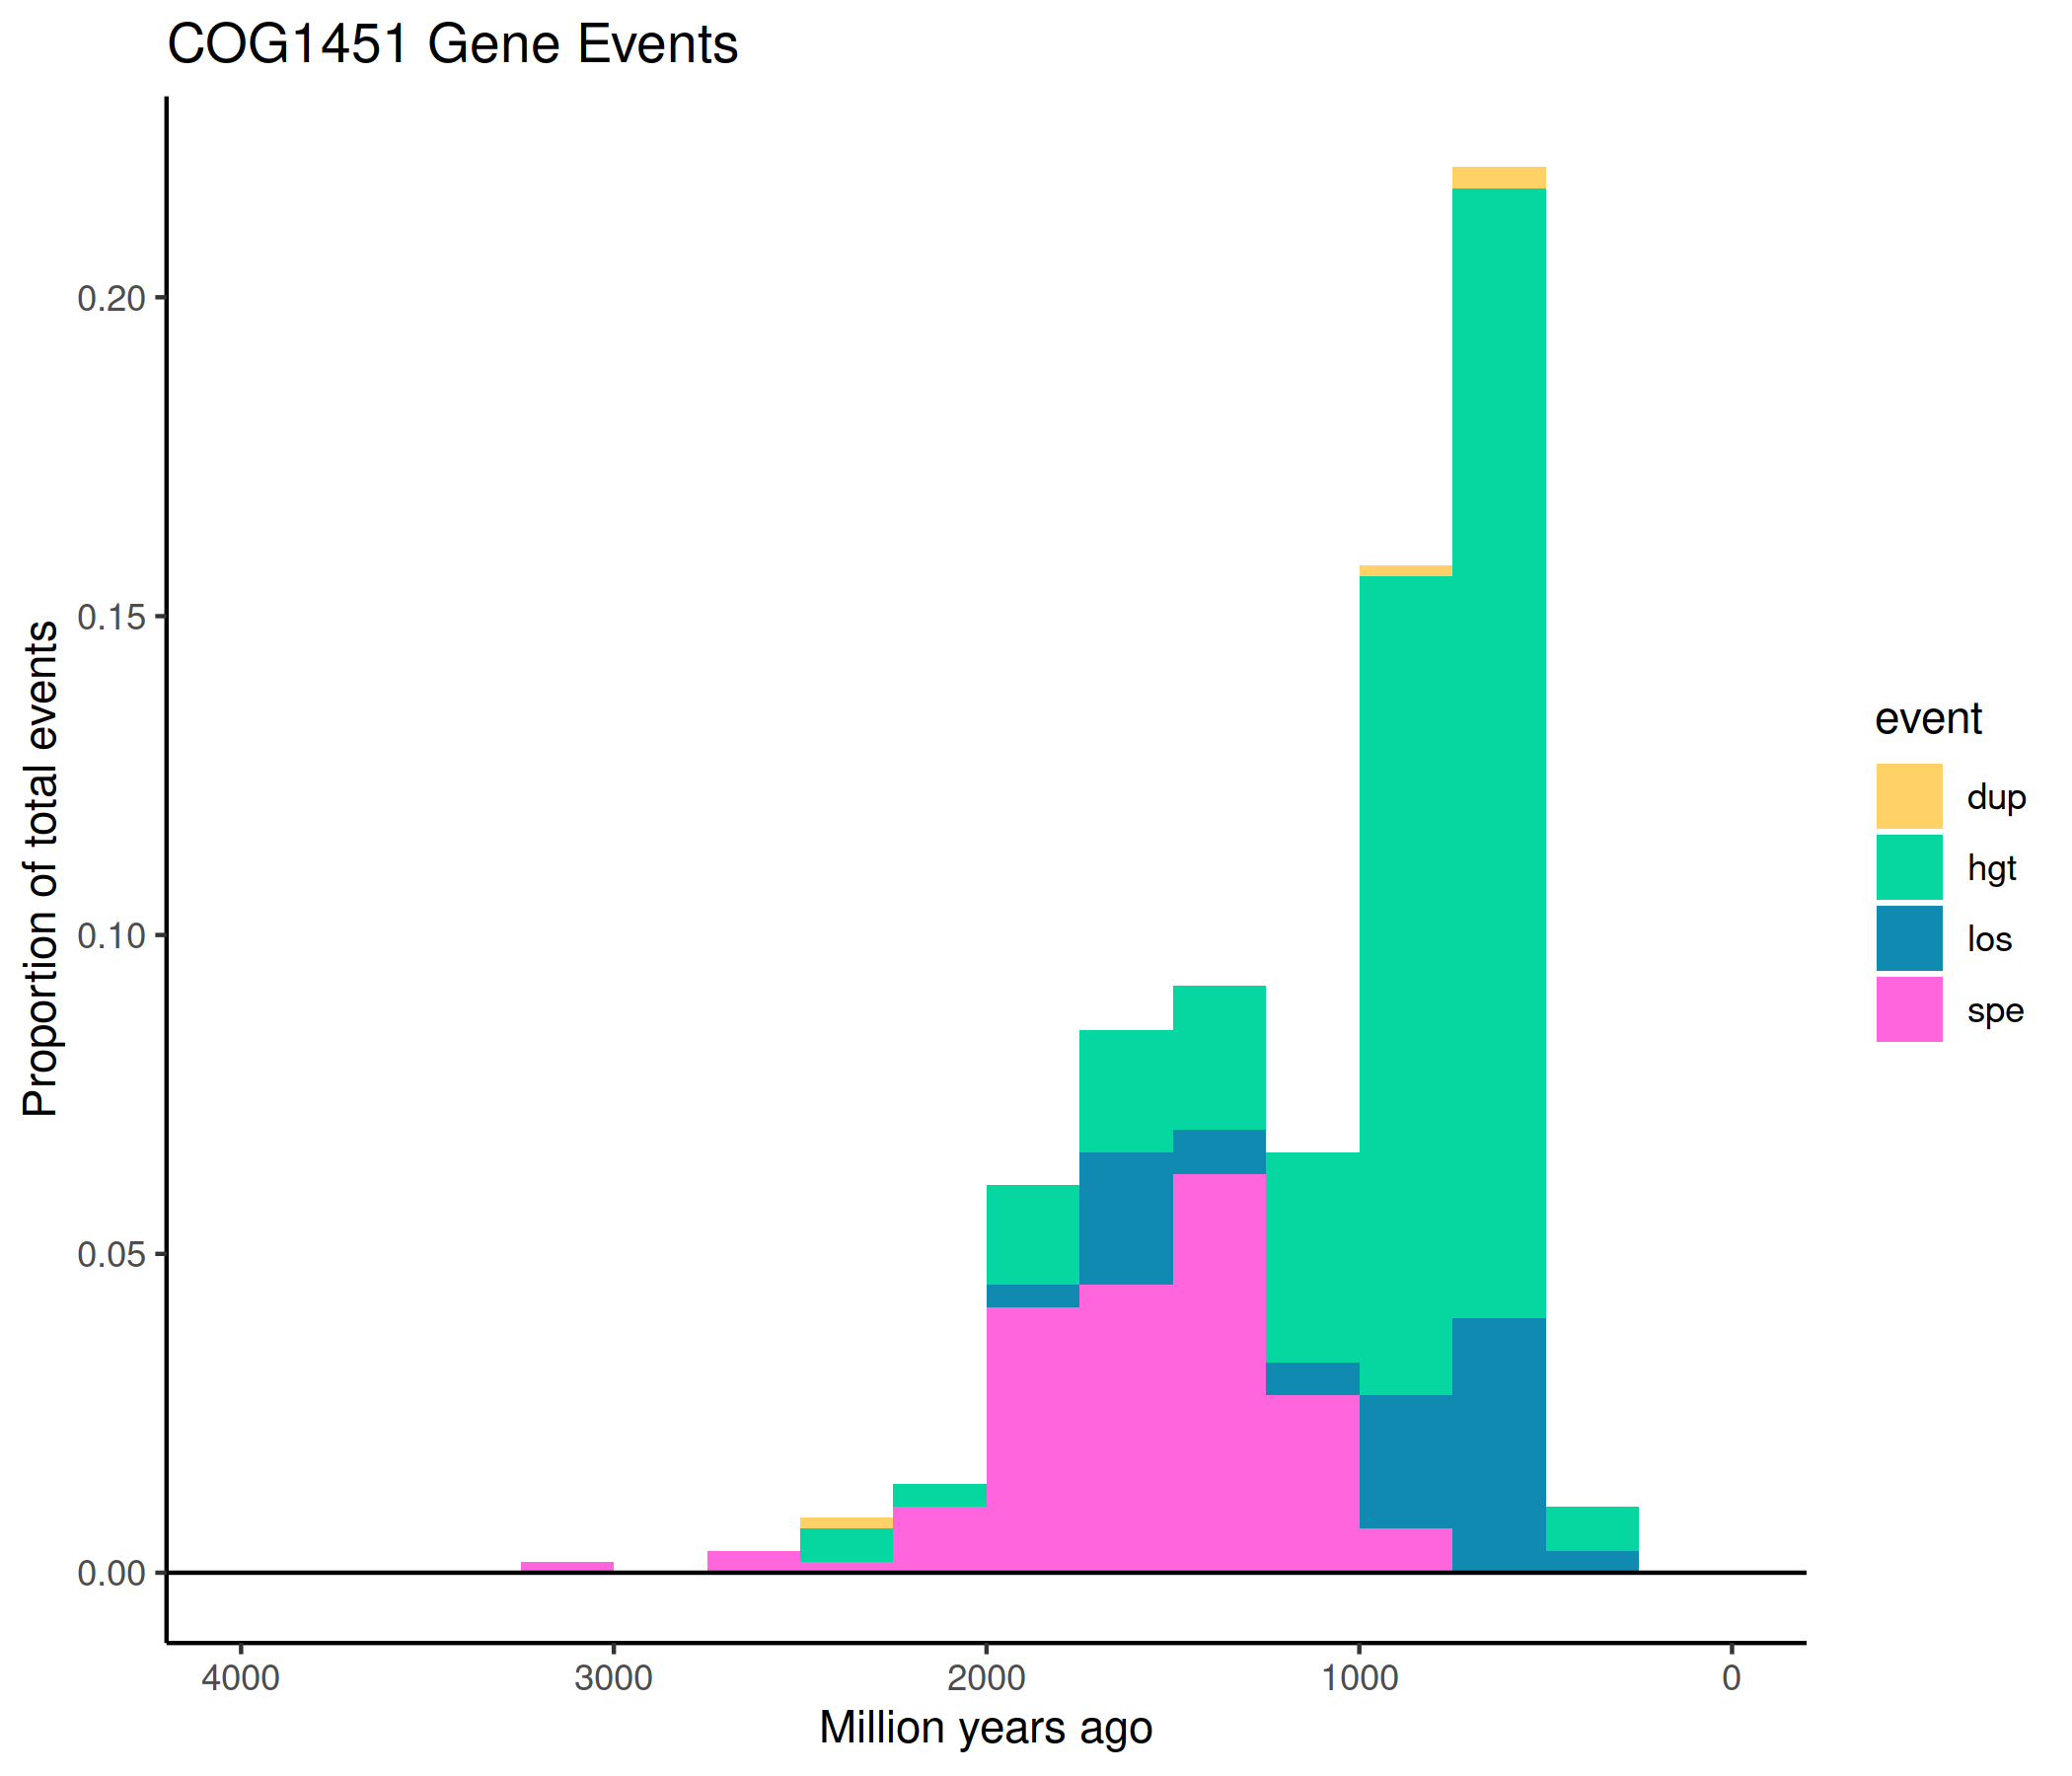 COG1451 Gene Events
Proportion of total events
0.20
0.15
0.10
0.05
0.00
4000 3000 2000 1000 0
Million years ago
event
dup
hgt
los
spe